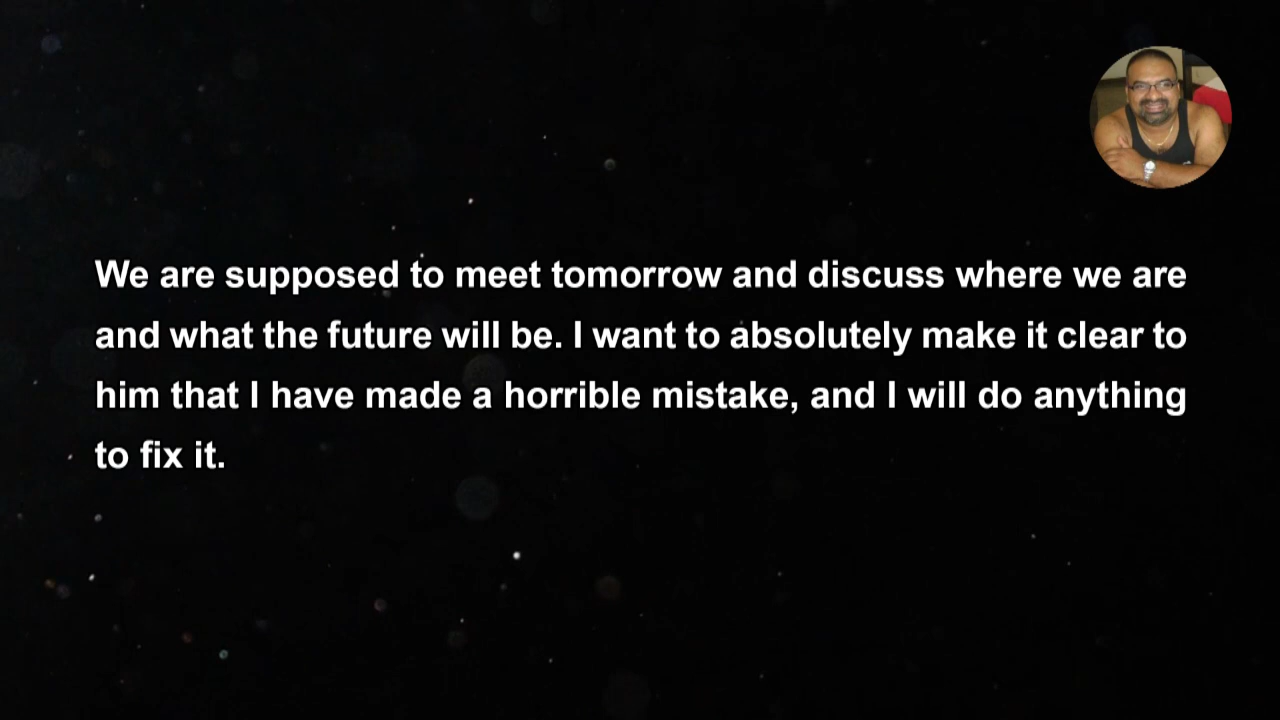 We are supposed to meet tomorrow and discuss where we are
and what the future will be. I want to absolutely make it clear to
him that I have made a horrible mistake, and I will do anything
to fix it.